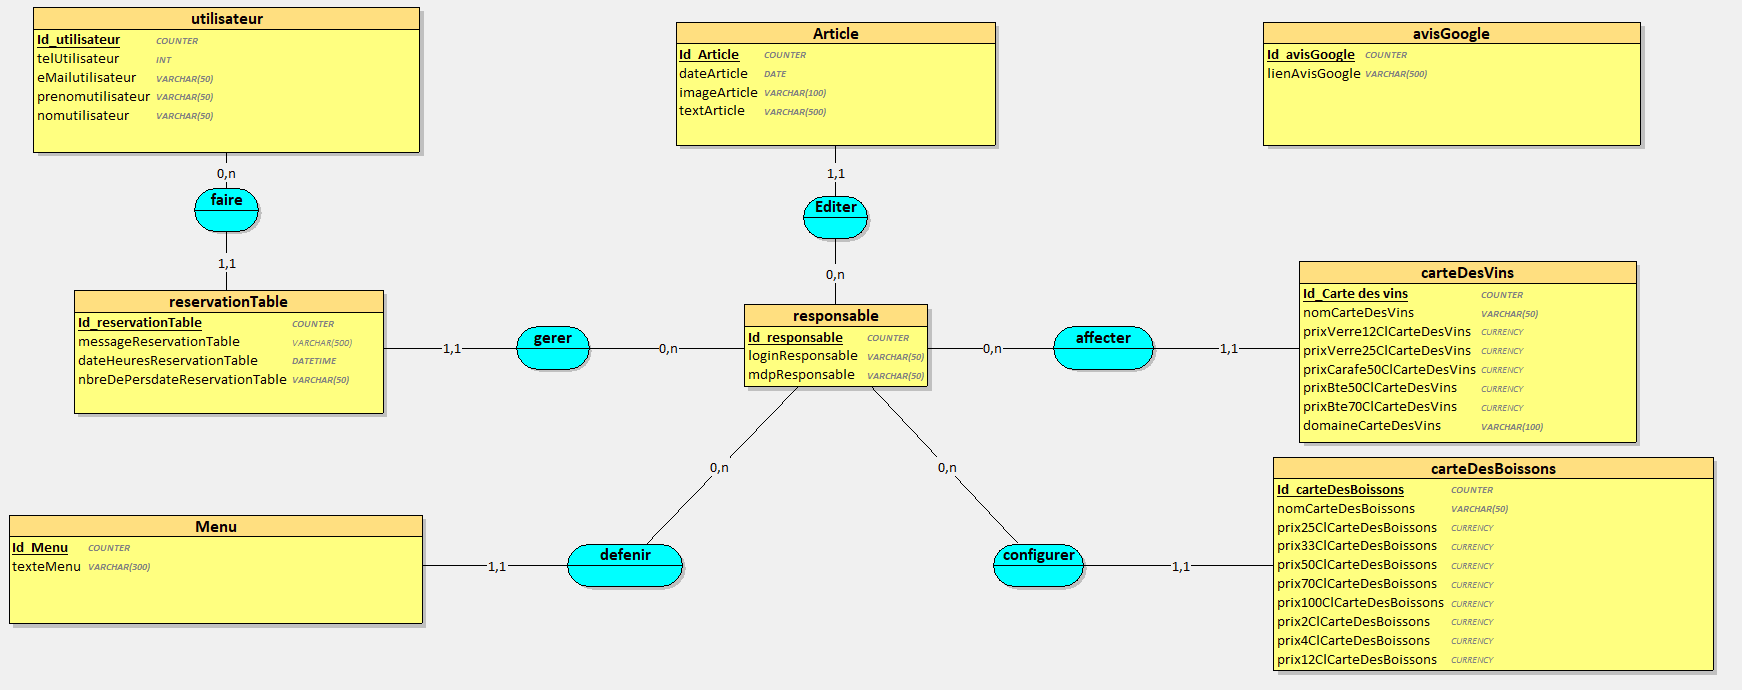 utilisateur
Id_utilisateur COUNTER
telUtilisateur INT
eMailutilisateur VARCHAR(50)
prenomutilisateur VARCHAR(50)
nomutilisateur VARCHAR(50)
0,n
faire
1,1
reservationTable
Id_reservationTable COUNTER
messageReservationTable VARCHAR(500)
dateHeuresReservationTable DATETIME
nbreDePersdateReservationTable VARCHAR(50)
1,1
gerer
0,n
Article
Id_Article COUNTER
dateArticle DATE
imageArticle VARCHAR(100)
textArticle VARCHAR(500)
1,1
Editer
0,n
responsable
Id_responsable COUNTER
loginResponsable VARCHAR(50)
mdpResponsable VARCHAR(50)
0,n
affecter
1,1
avisGoogle
Id_avisGoogle COUNTER
lienAvisGoogle VARCHAR(500)
carteDesVins
Id_Carte des vins COUNTER
nomCarteDesVins VARCHAR(50)
prixVerre12ClCarteDesVins CURRENCY
prixVerre25ClCarteDesVins CURRENCY
prixCarafe50ClCarteDesVins CURRENCY
prixBte50ClCarteDesVins CURRENCY
prixBte70ClCarteDesVins CURRENCY
domaineCarteDesVins VARCHAR(100)
0,n
0,n
Menu
Id_Menu COUNTER
texteMenu VARCHAR(300)
1,1
defenir
configurer
1,1
carteDesBoissons
Id_carteDesBoissons COUNTER
nomCarteDesBoissons VARCHAR(50)
prix25ClCarteDesBoissons CURRENCY
prix33ClCarteDesBoissons CURRENCY
prix50ClCarteDesBoissons CURRENCY
prix70ClCarteDesBoissons CURRENCY
prix100ClCarteDesBoissons CURRENCY
prix2ClCarteDesBoissons CURRENCY
prix4ClCarteDesBoissons CURRENCY
prix12ClCarteDesBoissons CURRENCY